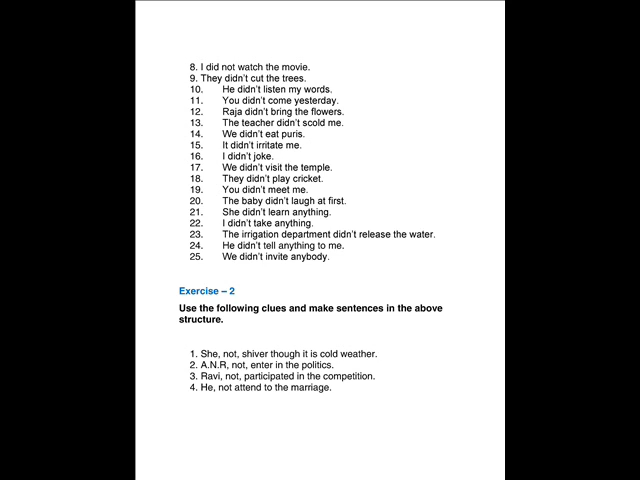 8. I did not watch the movie.
9. They didn't cut the trees.
10. He didn't listen my words.
11. You didn't come yesterday.
12. Raja didn't bring the flowers.
13. The teacher didn't scold me.
14. We didn't eat puris.
15. It didn't irritate me.
16. I didn't joke.
17. We didn't visit the temple.
18. They didn't play cricket.
19. You didn't meet me.
20. The baby didn't laugh at first.
21. She didn't learn anything.
22. I didn't take anything.
23. The irrigation department didn't release the water.
24. He didn't tell anything to me.
25. We didn't invite anybody.
Exercise – 2
Use the following clues and make sentences in the above
structure.
1. She, not, shiver though it is cold weather.
2. A.N.R, not, enter in the politics.
3. Ravi, not, participated in the competition.
4. He, not attend to the marriage.